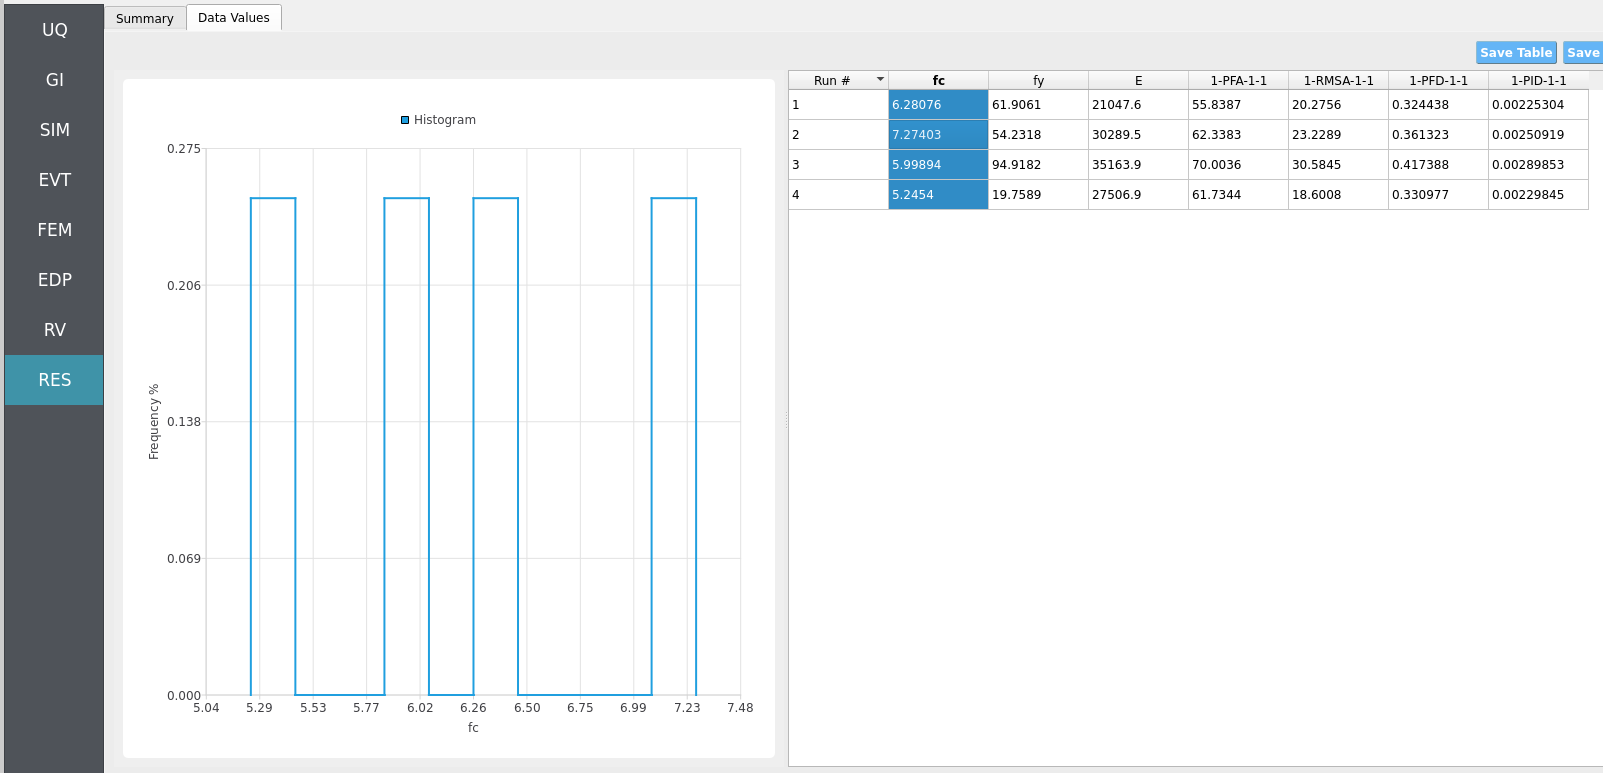 UQ
GI
SIM
EVT
FEM
EDP
RV
RES
Summary Data Values
Save Table Save
Histogram
0.275
0.206
0.138
0.069
0.000
Frequency %
5.04 5.29 5.53 5.77 6.02 6.26 6.50 6.75 6.99 7.23 7.48
fc
Run # fc fy E 1-PFA-1-1 1-RMSA-1-1 1-PFD-1-1 1-PID-1-1
1 6.28076 61.9061 21047.6 55.8387 20.2756 0.324438 0.00225304
2 7.27403 54.2318 30289.5 62.3383 23.2289 0.361323 0.00250919
3 5.99894 94.9182 35163.9 70.0036 30.5845 0.417388 0.00289853
4 5.2454 19.7589 27506.9 61.7344 18.6008 0.330977 0.00229845